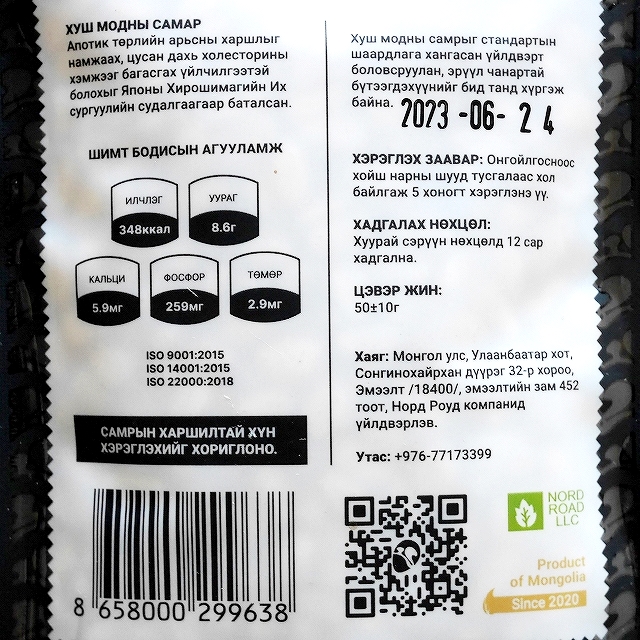 ХУШ МОДНЫ САМАР
Апотик төрлийн арьсны харшлыг
намжаах, цусан дахь холесторины
хэмжээг багасгах үйлчилгээтэй
болохыг Японы Хирошимагийн Их
сургуулийн судалгаагаар баталсан.
ШИМТ БОДИСЫН АГУУЛАМЖ
ИЛЧЛЭГ
348ккал
УУРАГ
8.6г
КАЛЬЦИ
5.9мг
ФОСФОР
259мг
ТӨМӨР
2.9мг
ISO 9001:2015
ISO 14001:2015
ISO 22000:2018
САМРЫН ХАРШИЛТАЙ ХҮН
ХЭРЭГЛЭХИЙГ ХОРИГЛОНО.
8 658000 299638
Хуш модны самрыг стандартын
шаардлага хангасан үйлдвэрт
боловсруулан, эрүүл чанартай
бүтээгдэхүүнийг бид танд хүргэж
байна.
2023-06-24
ХЭРЭГЛЭХ ЗААВАР: Онгойлгосноос
хойш нарны шууд тусгалаас хол
байлгаж 5 хоногт хэрэглэнэ үү.
ХАДГАЛАХ НӨХЦӨЛ:
Хуурай сэрүүн нөхцөлд 12 сар
хадгална.
ЦЭВЭР ЖИН:
50±10г
Хаяг: Монгол улс, Улаанбаатар хот,
Сонгинохайрхан дүүрэг 32-р хороо,
Эмээлт /18400/, эмээлтийн зам 452
тоот, Норд Роуд компанид
үйлдвэрлэв.
Утас: +976-77173399
NORD
ROAD
LLC
Product
of Mongolia
Since 2020